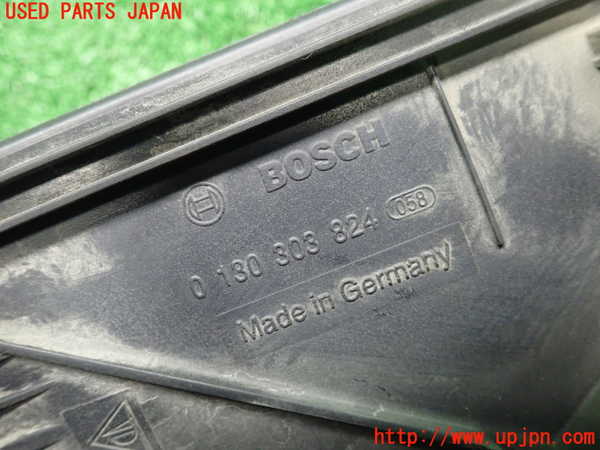 USED PARTS JAPAN
BOSCH
0 130 303 824 058
Made in Germany
http://www.upjpn.com/